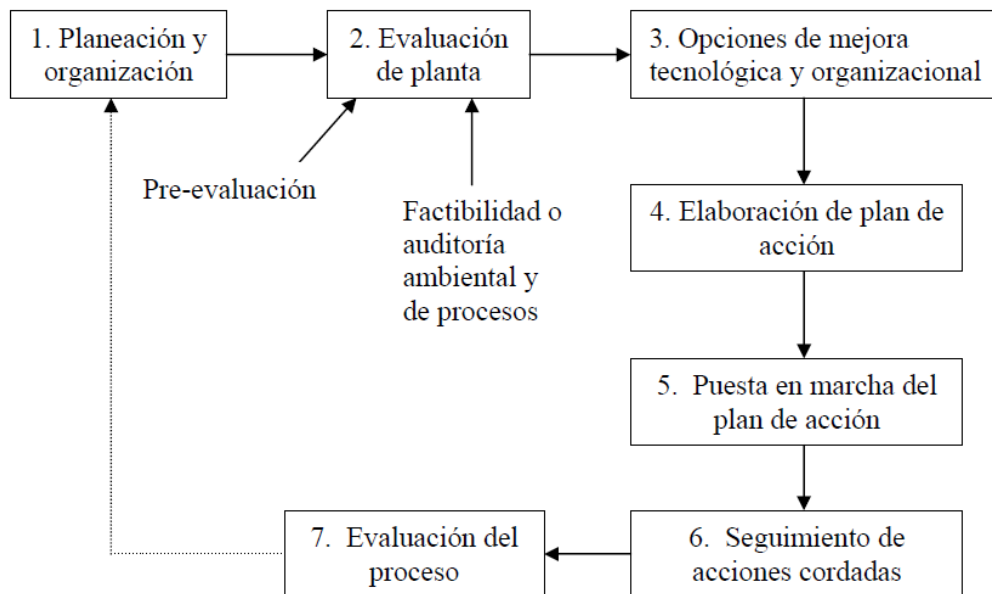 1. Planeación y
organización
2. Evaluación
de planta
3. Opciones de mejora
tecnológica y organizacional
Pre-evaluación
Factibilidad o
auditoría
ambiental y
de procesos
4. Elaboración de plan de
acción
5. Puesta en marcha del
plan de acción
6. Seguimiento de
acciones cordadas
7. Evaluación del
proceso